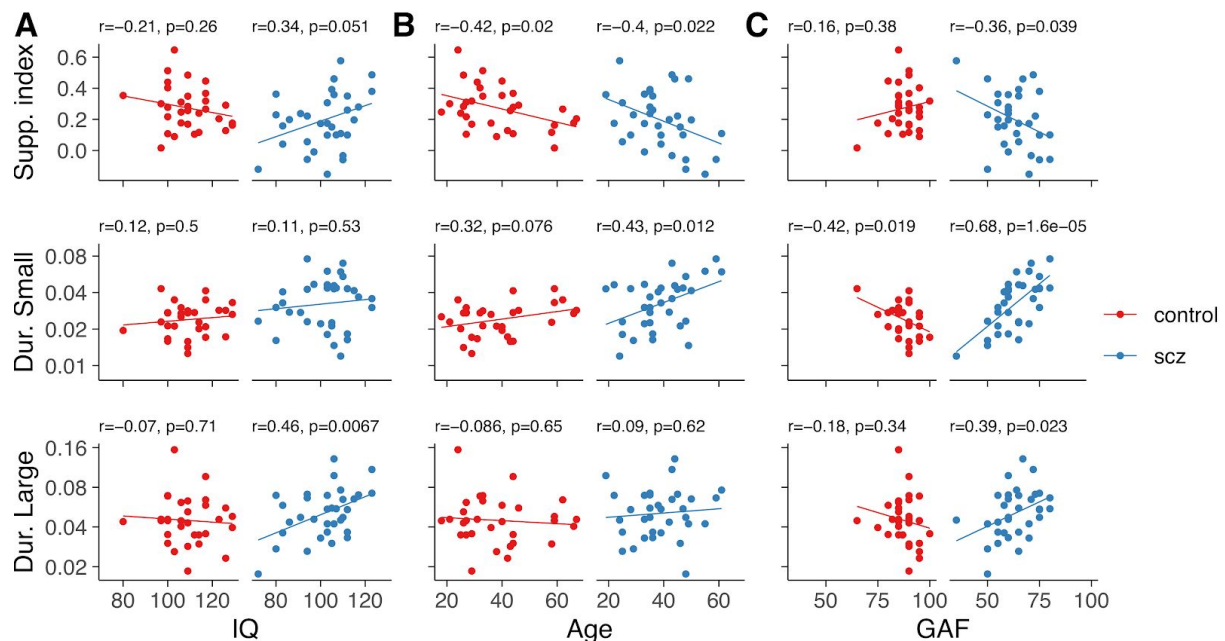 A B C
r=−0.21, p=0.26 r=0.34, p=0.051 r=−0.42, p=0.02 r=−0.4, p=0.022 r=0.16, p=0.38 r=−0.36, p=0.039
Supp. index
0.6
0.4
0.2
0.0
r=0.12, p=0.5 r=0.11, p=0.53 r=0.32, p=0.076 r=0.43, p=0.012 r=−0.42, p=0.019 r=0.68, p=1.6e−05
Dur. Small
0.08
0.04
0.02
0.01
control
scz
r=−0.07, p=0.71 r=0.46, p=0.0067 r=−0.086, p=0.65 r=0.09, p=0.62 r=−0.18, p=0.34 r=0.39, p=0.023
Dur. Large
0.16
0.08
0.04
0.02
80 100 120 80 100 120 20 40 60 20 40 60 50 75 100 50 75 100
IQ Age GAF